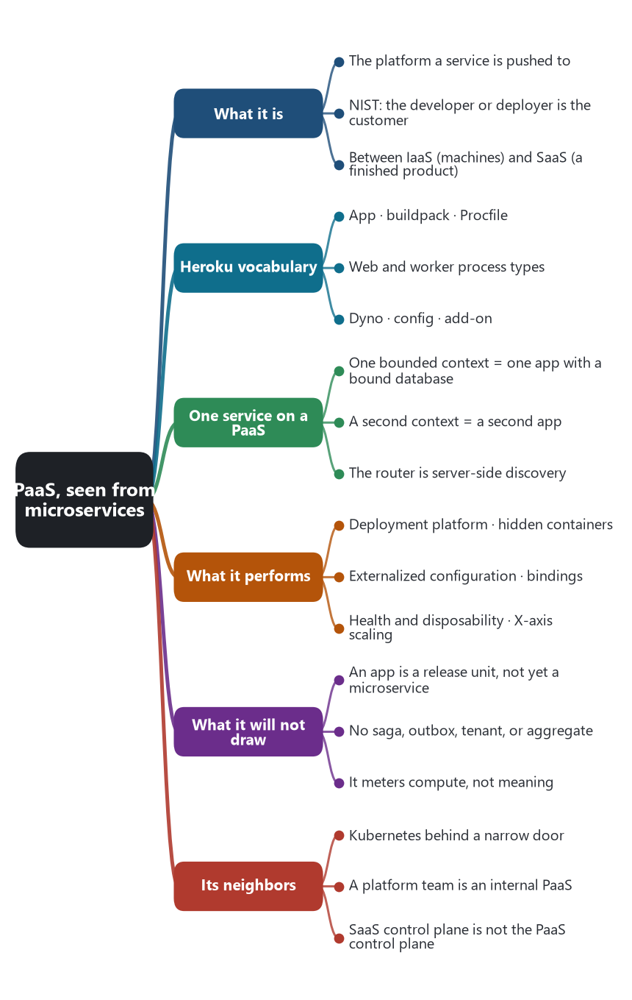 PaaS, seen from
microservices
What it is
The platform a service is pushed to
NIST: the developer or deployer is the
customer
Between IaaS (machines) and SaaS (a
finished product)
Heroku vocabulary
App · buildpack · Procfile
Web and worker process types
Dyno · config · add-on
One service on a
PaaS
One bounded context = one app with a
bound database
A second context = a second app
The router is server-side discovery
What it performs
Deployment platform · hidden containers
Externalized configuration · bindings
Health and disposability · X-axis
scaling
What it will not
draw
An app is a release unit, not yet a
microservice
No saga, outbox, tenant, or aggregate
It meters compute, not meaning
Its neighbors
Kubernetes behind a narrow door
A platform team is an internal PaaS
SaaS control plane is not the PaaS
control plane